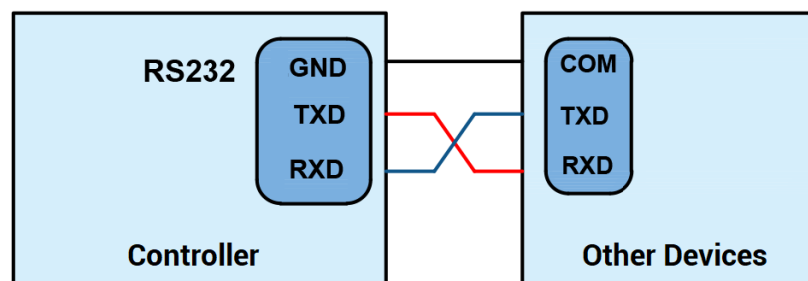 RS232
GND
TXD
RXD
Controller
COM
TXD
RXD
Other Devices